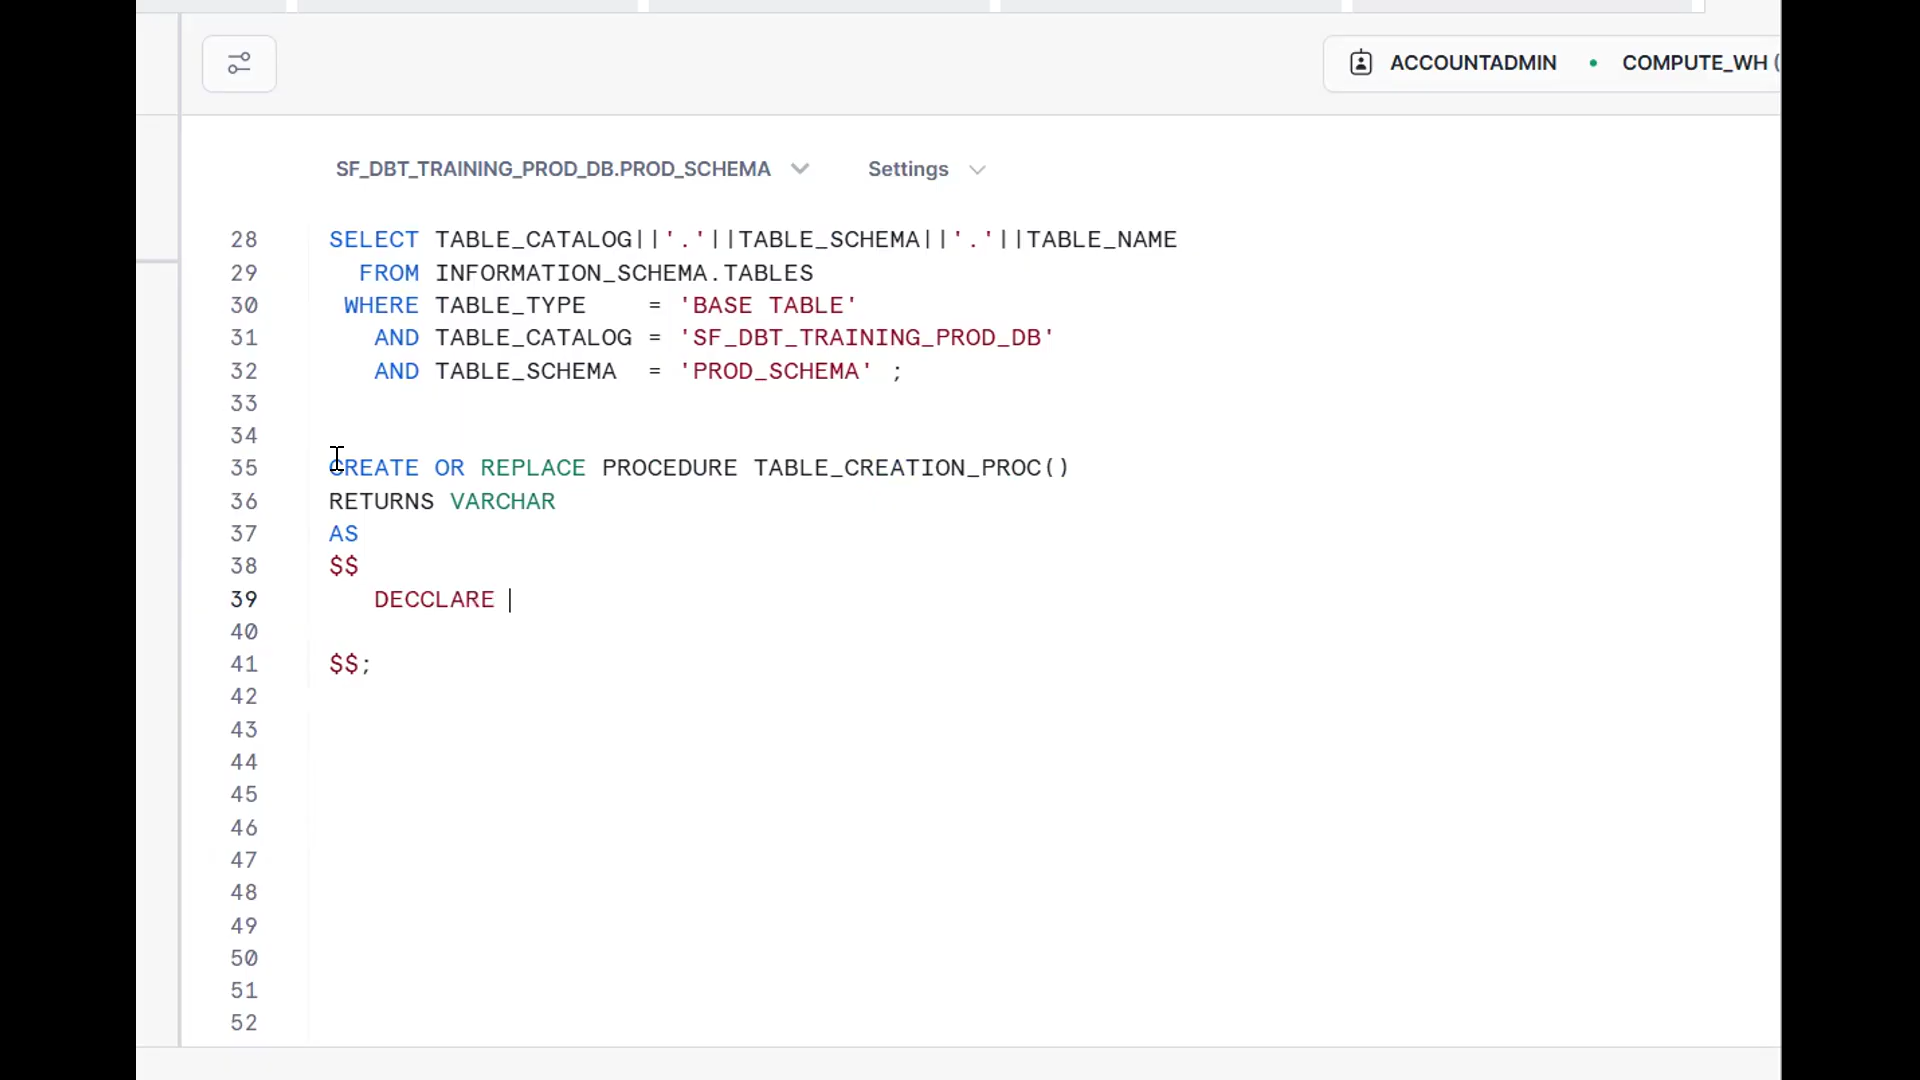 ACCOUNTADMIN • COMPUTE_WH (
SF_DBT_TRAINING_PROD_DB.PROD_SCHEMA Settings
28 SELECT TABLE_CATALOG||'.'||TABLE_SCHEMA||'.'||TABLE_NAME
29 FROM INFORMATION_SCHEMA.TABLES
30 WHERE TABLE_TYPE = 'BASE TABLE'
31 AND TABLE_CATALOG = 'SF_DBT_TRAINING_PROD_DB'
32 AND TABLE_SCHEMA = 'PROD_SCHEMA' ;
33
34
35 CREATE OR REPLACE PROCEDURE TABLE_CREATION_PROC()
36 RETURNS VARCHAR
37 AS
38 $$
39 DECCLARE
40
41 $$;
42
43
44
45
46
47
48
49
50
51
52